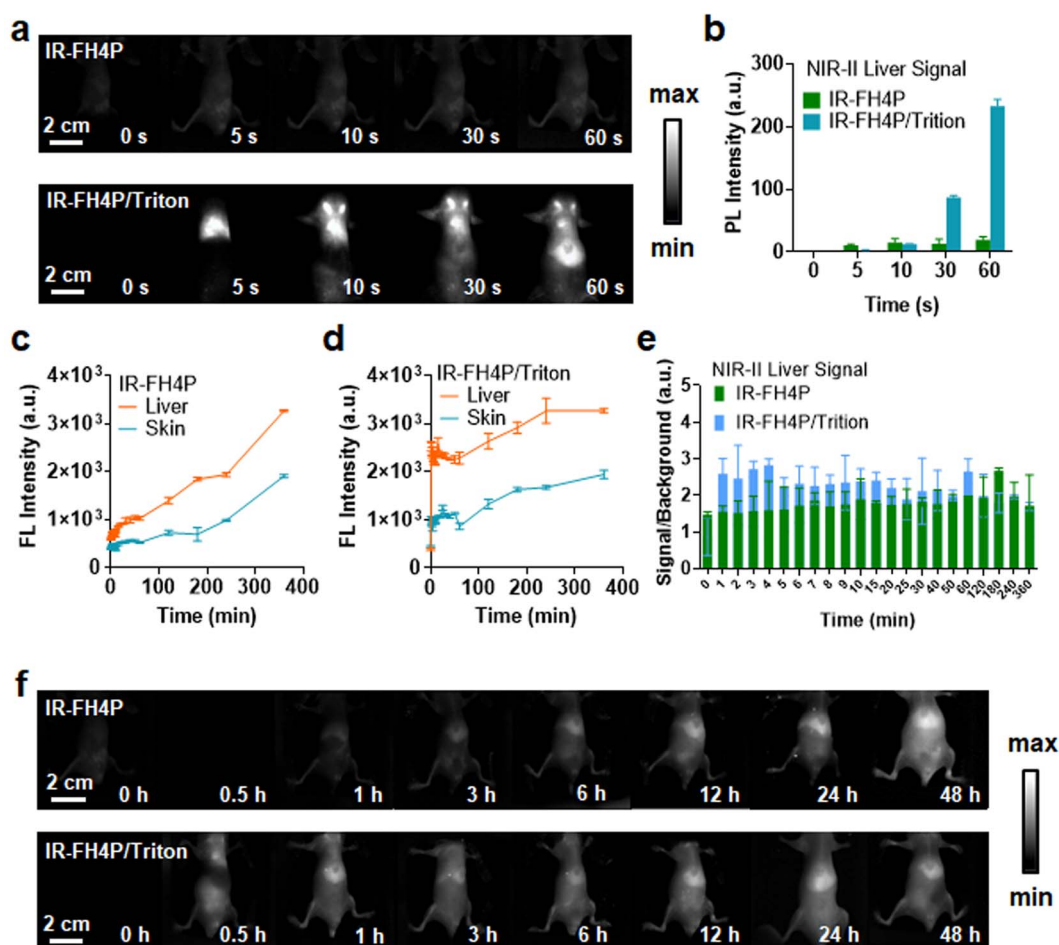 a
IR-FH4P
2 cm
0 s
5 s
10 s
30 s
60 s
IR-FH4P/Triton
2 cm
0 s
5 s
10 s
30 s
60 s
max
min
b
PL Intensity (a.u.)
300
200
100
0
NIR-II Liver Signal
IR-FH4P
IR-FH4P/Trition
0 5 10 30 60
Time (s)
c
FL Intensity (a.u.)
4×10³
3×10³
2×10³
1×10³
0
IR-FH4P
Liver
Skin
0 100 200 300 400
Time (min)
d
FL Intensity (a.u.)
4×10³
3×10³
2×10³
1×10³
0
IR-FH4P/Triton
Liver
Skin
0 100 200 300 400
Time (min)
e
Signal/Background (a.u.)
5
4
3
2
1
0
NIR-II Liver Signal
IR-FH4P
IR-FH4P/Trition
0 1 2 3 4 5 6 7 8 9 10 15 20 25 30 40 50 60 120 180 240 360
Time (min)
f
IR-FH4P
2 cm
0 h
0.5 h
1 h
3 h
6 h
12 h
24 h
48 h
IR-FH4P/Triton
2 cm
0 h
0.5 h
1 h
3 h
6 h
12 h
24 h
48 h
max
min